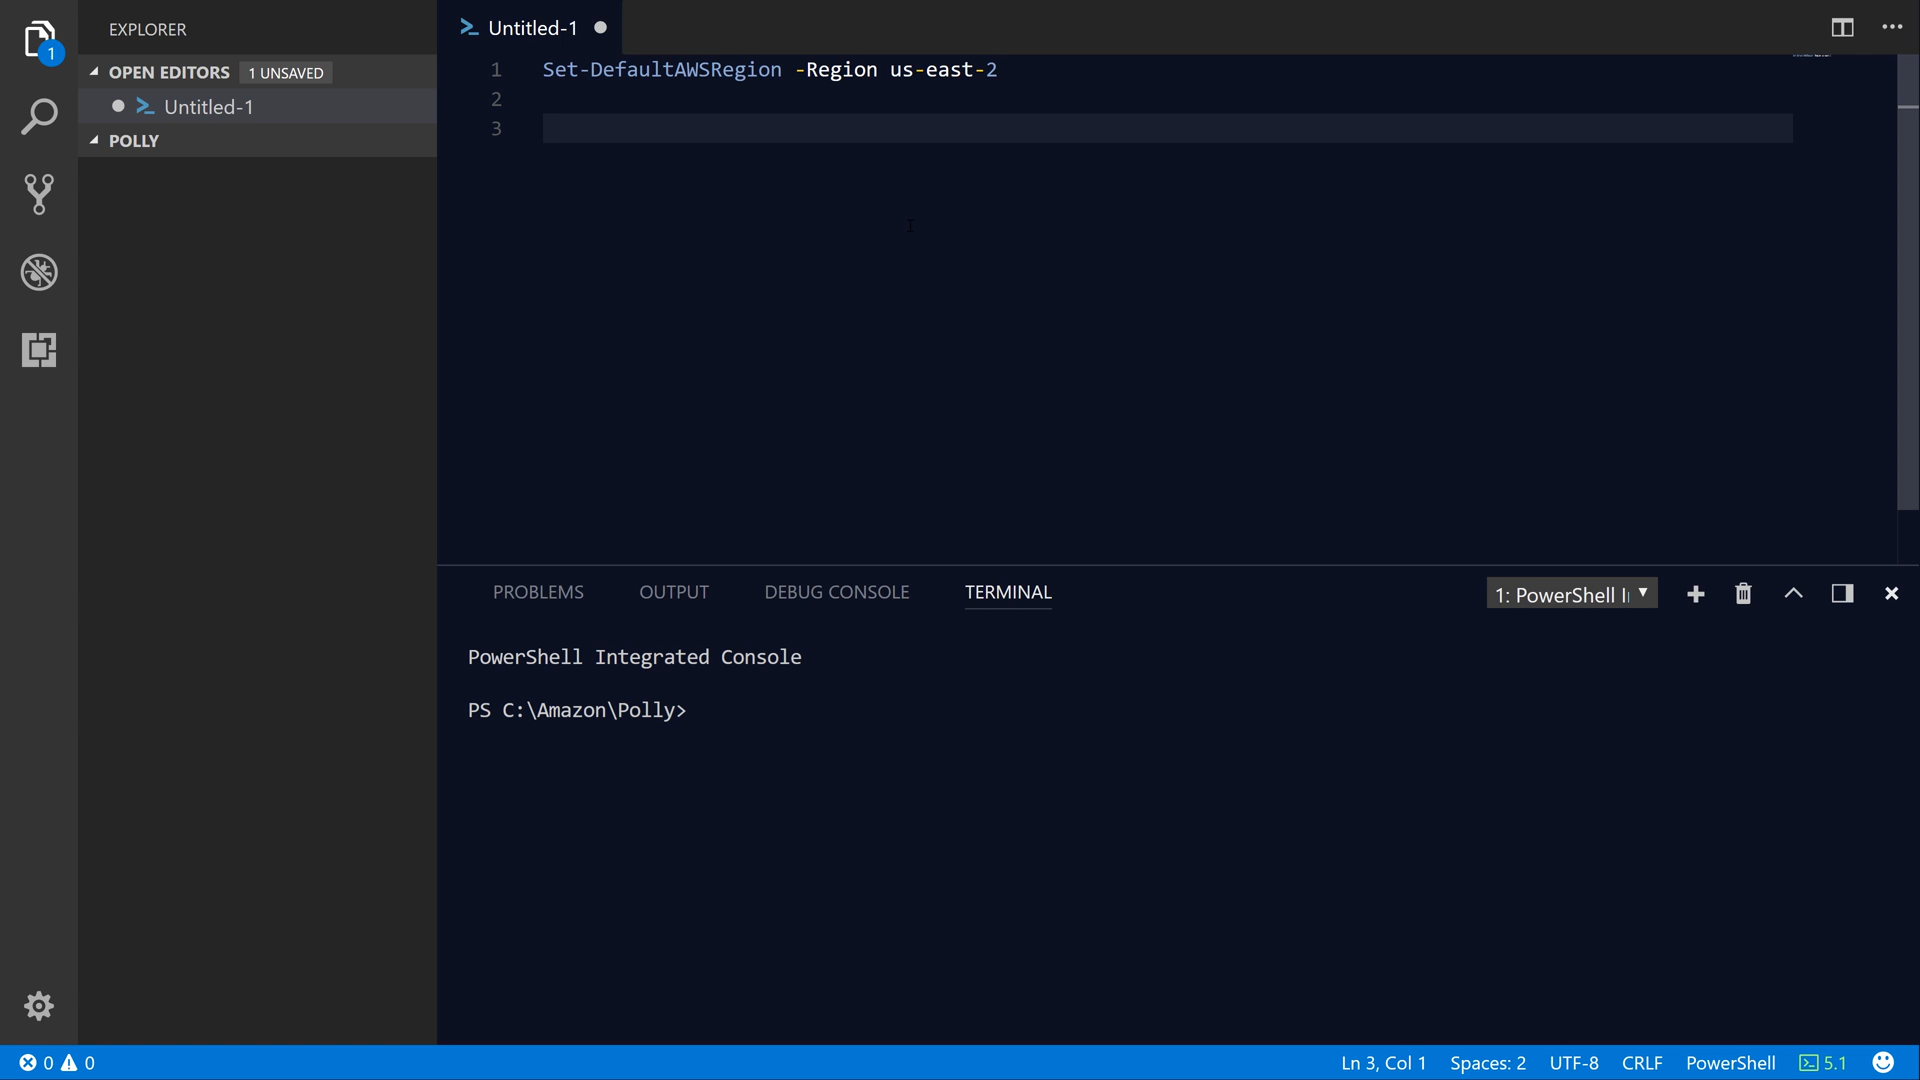 1
EXPLORER
OPEN EDITORS 1 UNSAVED
Untitled-1
POLLY
Untitled-1
1 Set-DefaultAWSRegion -Region us-east-2
2
3
PROBLEMS OUTPUT DEBUG CONSOLE TERMINAL 1: PowerShell I
PowerShell Integrated Console
PS C:\Amazon\Polly>
0 0 Ln 3, Col 1 Spaces: 2 UTF-8 CRLF PowerShell 5.1